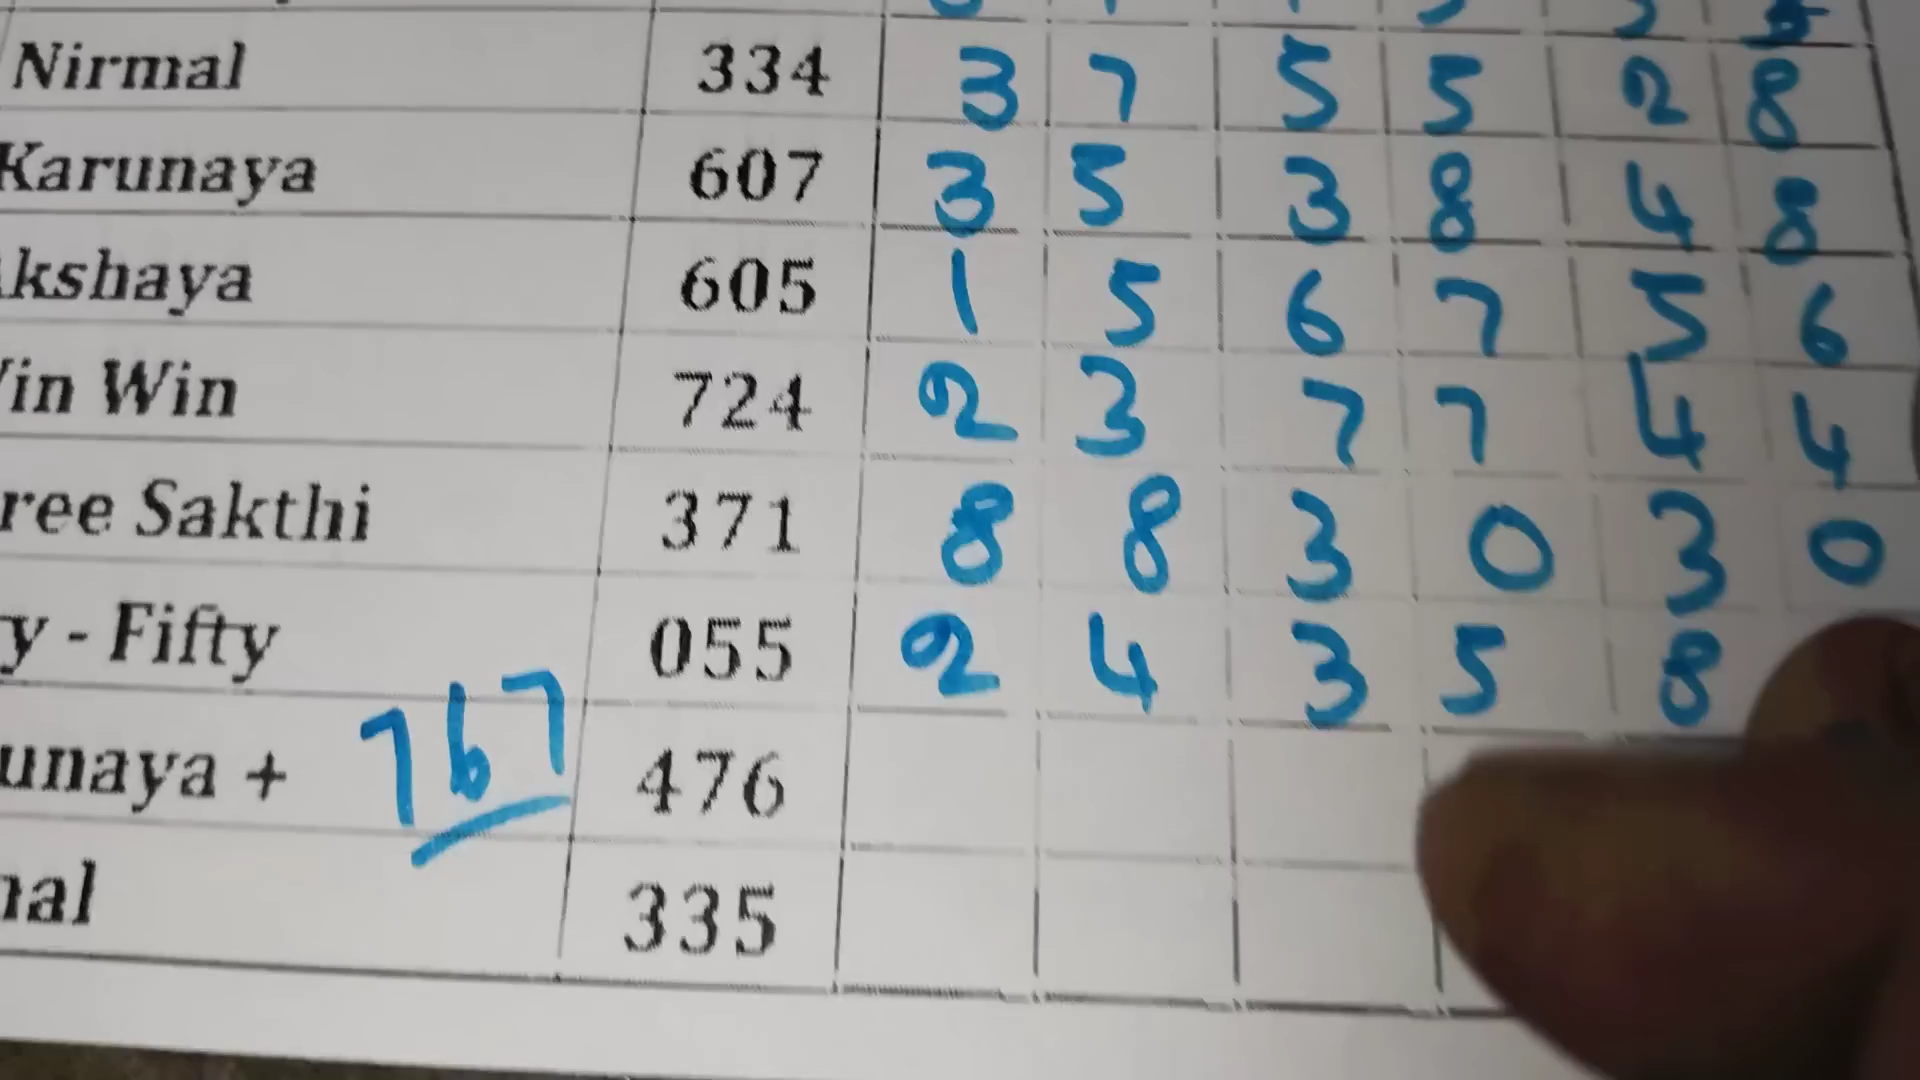 Nirmal 334 3 7 5 5 2 8
Karunaya 607 3 5 3 8 4 8
kshaya 605 1 5 6 7 5 6
in Win 724 2 3 7 7 4 4
ree Sakthi 371 8 8 3 0 3 0
y - Fifty 055 2 4 3 5 8
unaya + 767 476
nal 335